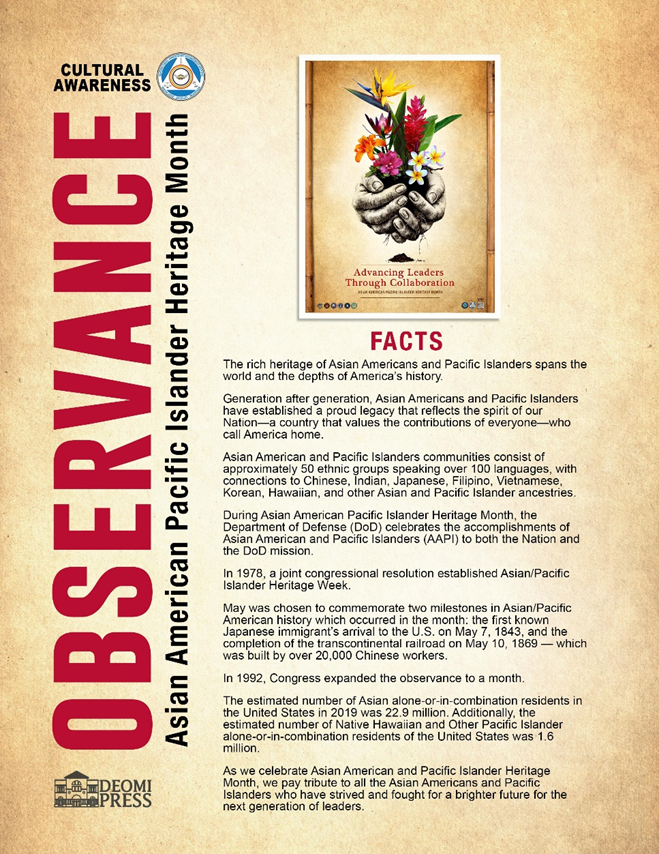 CULTURAL
AWARENESS
OBSERVANCE
Asian American Pacific Islander Heritage Month
Advancing Leaders
Through Collaboration
ASIAN AMERICAN PACIFIC ISLANDER HERITAGE MONTH
FACTS
The rich heritage of Asian Americans and Pacific Islanders spans the
world and the depths of America's history.
Generation after generation, Asian Americans and Pacific Islanders
have established a proud legacy that reflects the spirit of our
Nation—a country that values the contributions of everyone—who
call America home.
Asian American and Pacific Islanders communities consist of
approximately 50 ethnic groups speaking over 100 languages, with
connections to Chinese, Indian, Japanese, Filipino, Vietnamese,
Korean, Hawaiian, and other Asian and Pacific Islander ancestries.
During Asian American Pacific Islander Heritage Month, the
Department of Defense (DoD) celebrates the accomplishments of
Asian American and Pacific Islanders (AAPI) to both the Nation and
the DoD mission.
In 1978, a joint congressional resolution established Asian/Pacific
Islander Heritage Week.
May was chosen to commemorate two milestones in Asian/Pacific
American history which occurred in the month: the first known
Japanese immigrant's arrival to the U.S. on May 7, 1843, and the
completion of the transcontinental railroad on May 10, 1869 — which
was built by over 20,000 Chinese workers.
In 1992, Congress expanded the observance to a month.
The estimated number of Asian alone-or-in-combination residents in
the United States in 2019 was 22.9 million. Additionally, the
estimated number of Native Hawaiian and Other Pacific Islander
alone-or-in-combination residents of the United States was 1.6
million.
As we celebrate Asian American and Pacific Islander Heritage
Month, we pay tribute to all the Asian Americans and Pacific
Islanders who have strived and fought for a brighter future for the
next generation of leaders.
DEOMI
PRESS